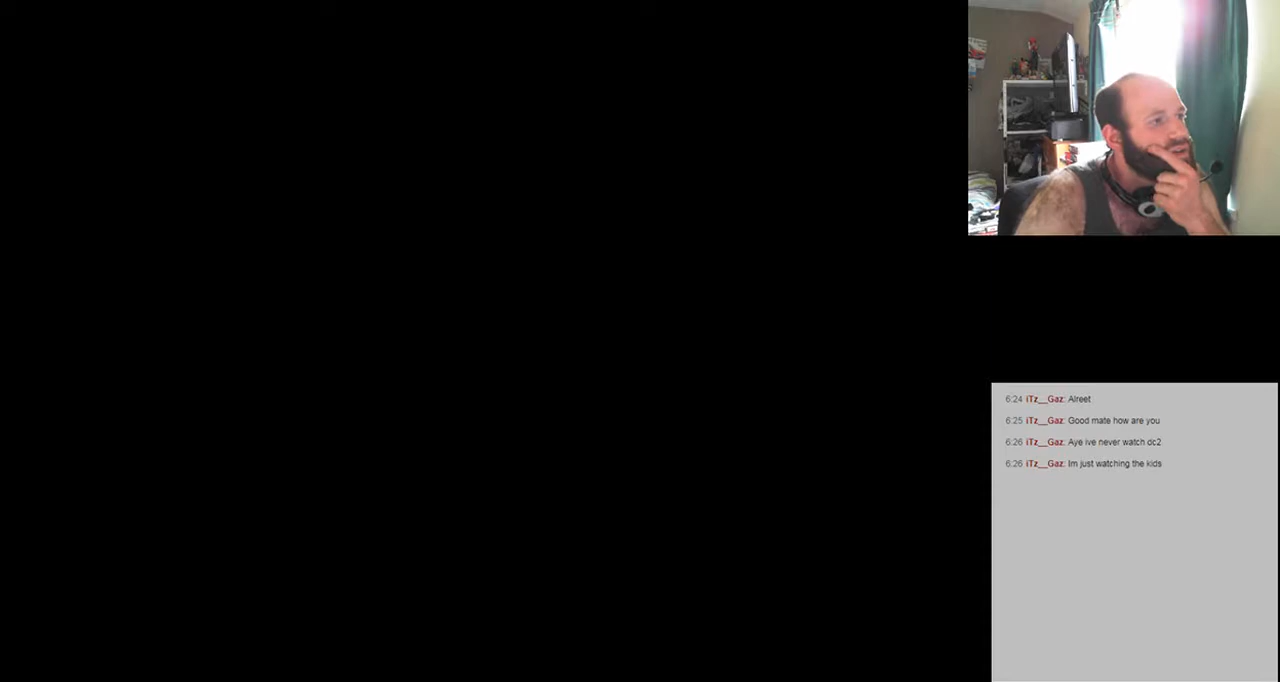 6:24 iTz__Gaz: Alreet
6:25 iTz__Gaz: Good mate how are you
6:26 iTz__Gaz: Aye ive never watch dc2
6:26 iTz__Gaz: Im just watching the kids